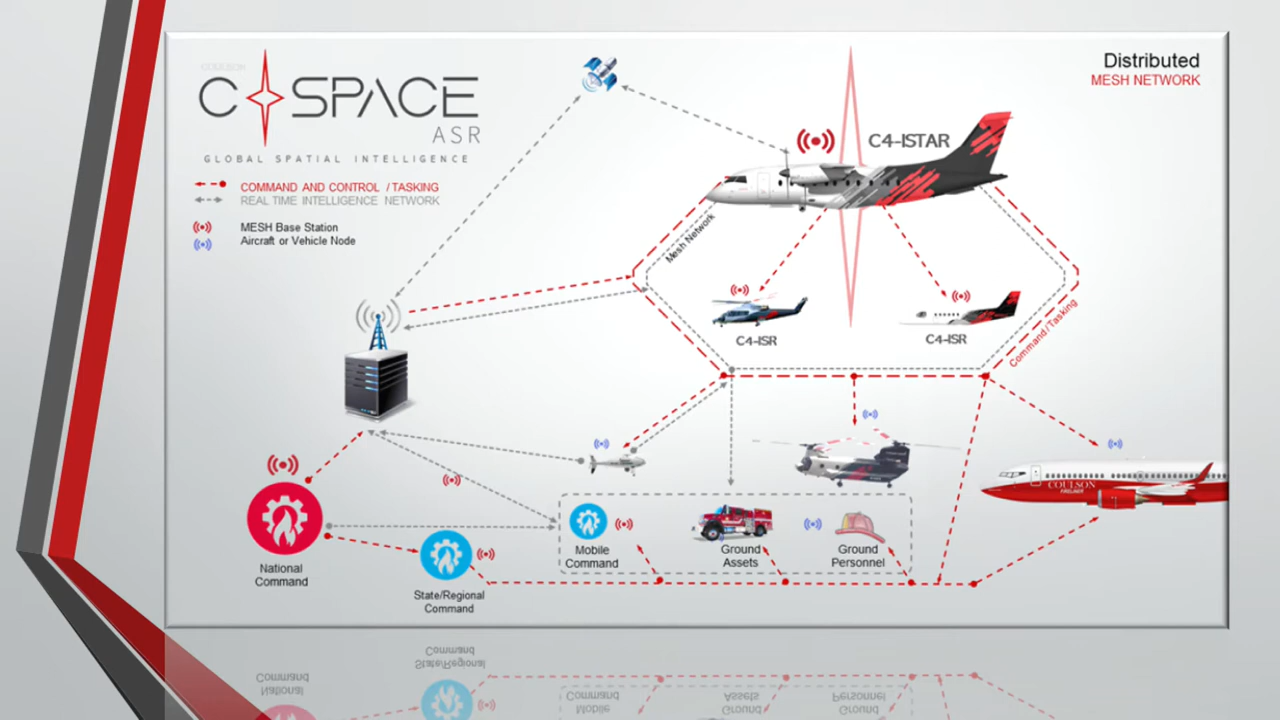 COULSON
C SPACE
ASR
GLOBAL SPATIAL INTELLIGENCE
COMMAND AND CONTROL / TASKING
REAL TIME INTELLIGENCE NETWORK
MESH Base Station
Aircraft or Vehicle Node
Distributed
MESH NETWORK
C4-ISTAR
Mesh Network
C4-ISR
C4-ISR
Command / Tasking
COULSON
FIRELINER
National
Command
State/Regional
Command
Mobile
Command
Ground
Assets
Ground
Personnel